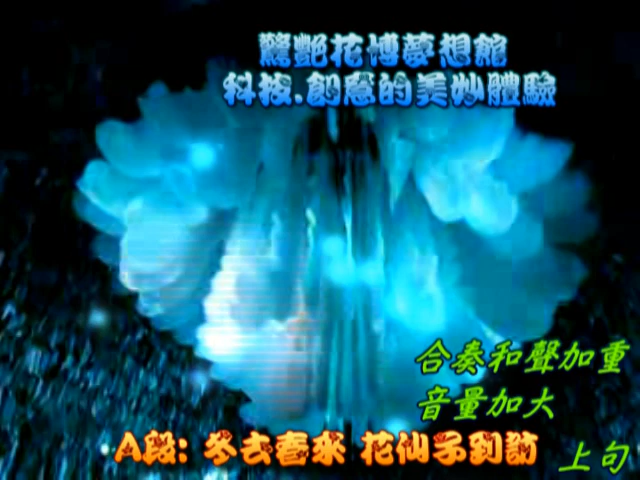 驚艷花博夢想館
科技.創意的美妙體驗
合奏和聲加重
音量加大
A段: 冬去春來 花仙子到訪
上句